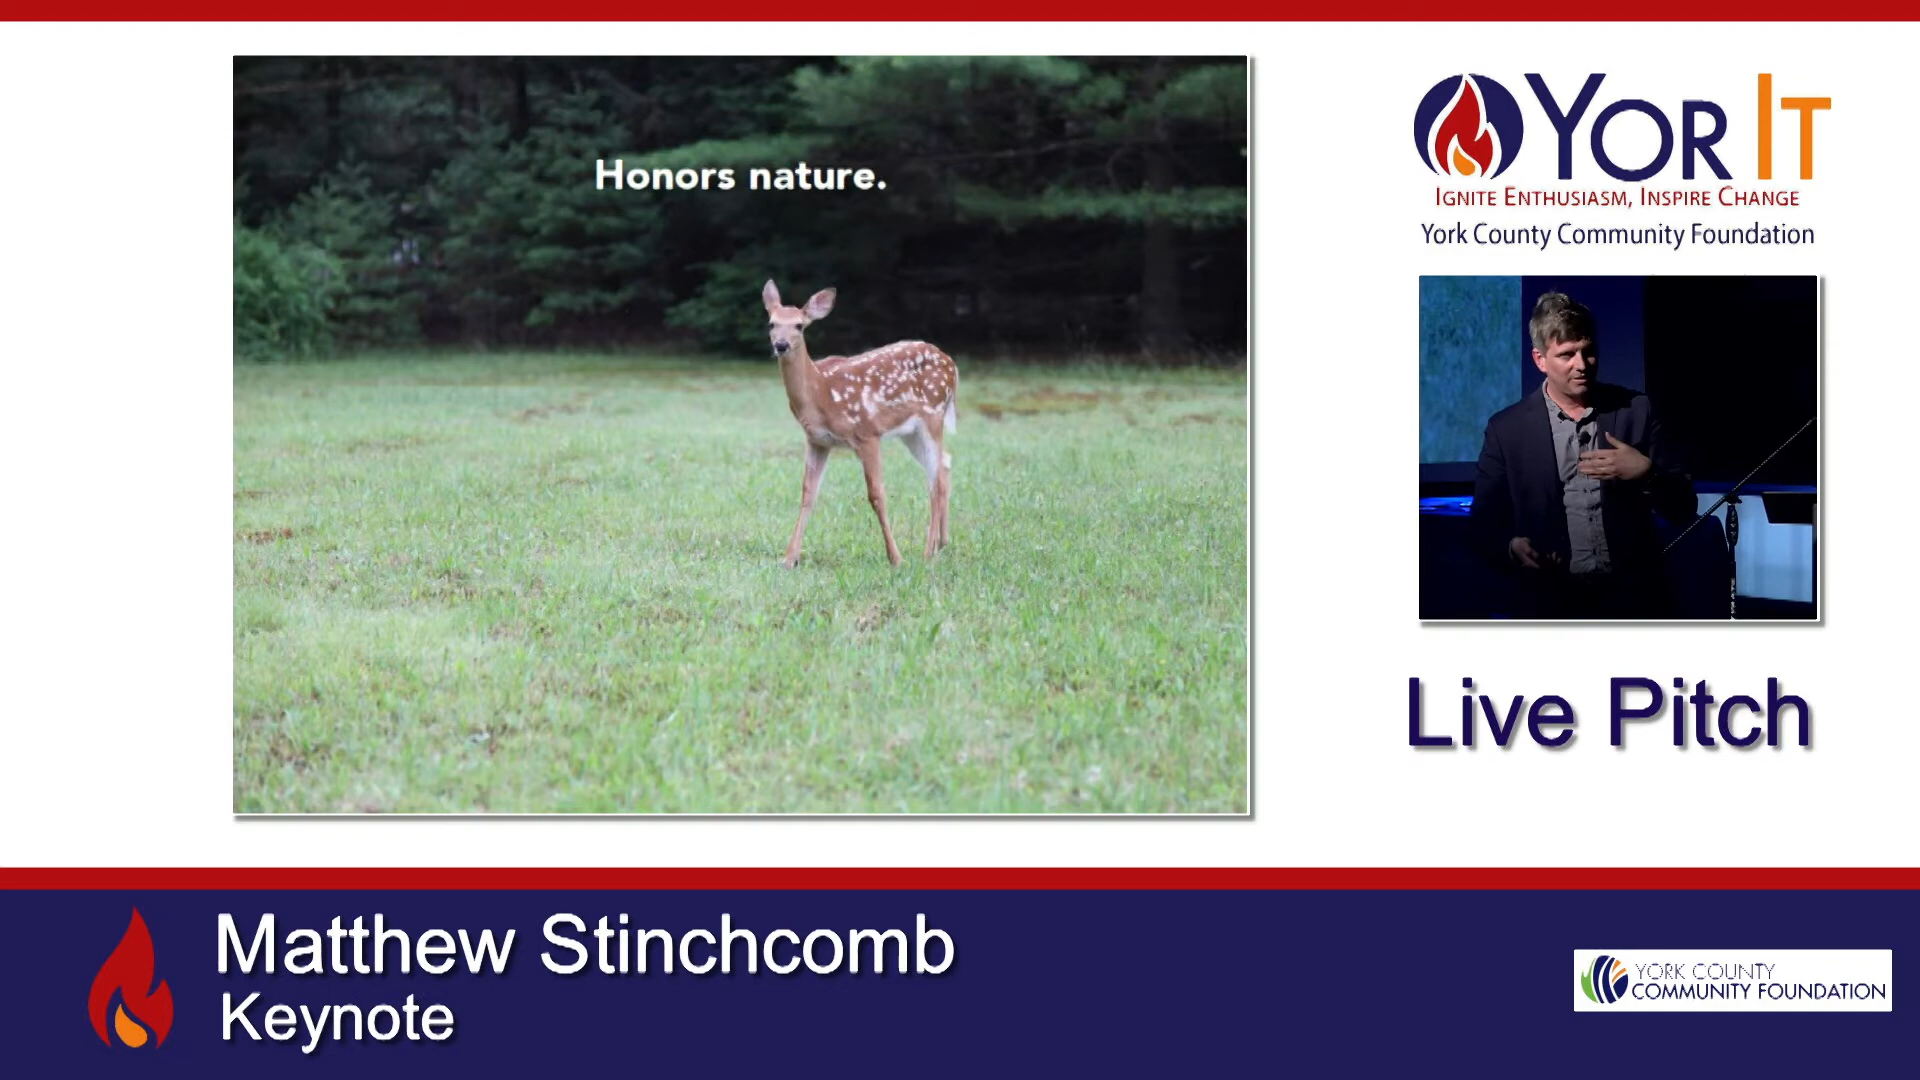 Honors nature.
YOR IT
IGNITE ENTHUSIASM, INSPIRE CHANGE
York County Community Foundation
Live Pitch
Matthew Stinchcomb
Keynote
YORK COUNTY
COMMUNITY FOUNDATION